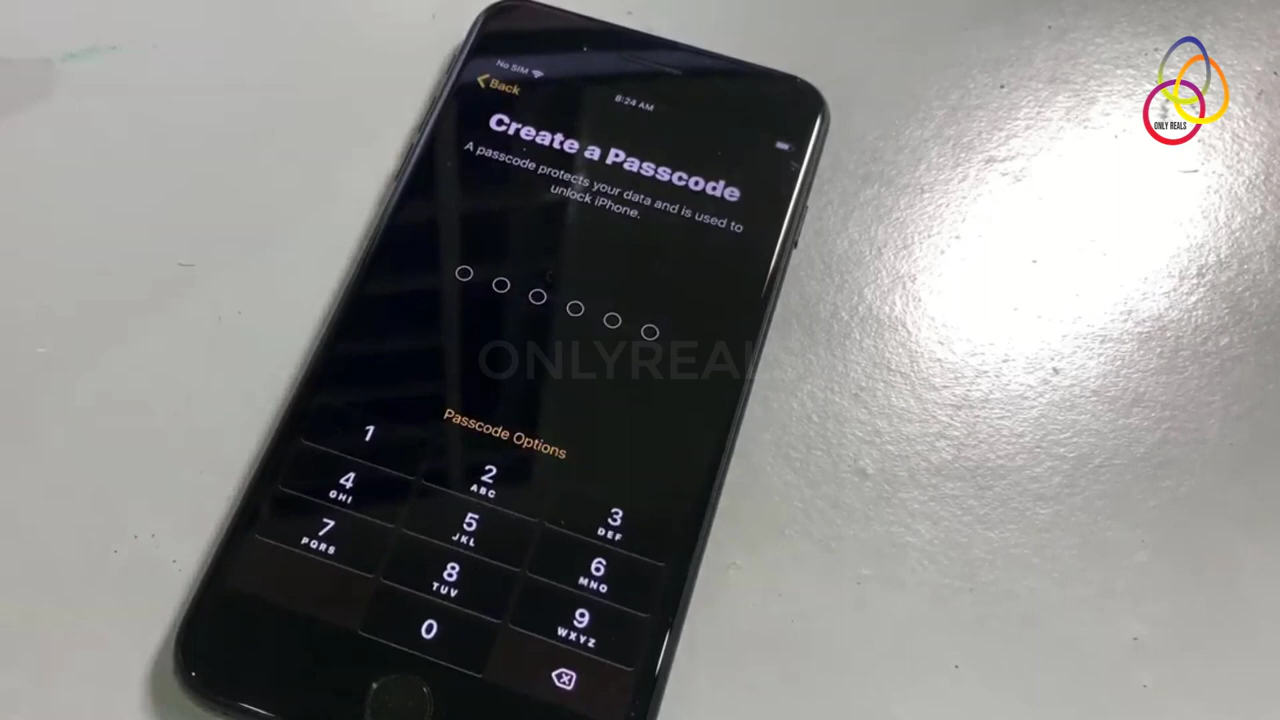 No SIM
Back
8:24 AM
Create a Passcode
A passcode protects your data and is used to
unlock iPhone.
ONLYREALS
Passcode Options
1
2
ABC
3
DEF
4
GHI
5
JKL
6
MNO
7
PQRS
8
TUV
9
WXYZ
0
ONLY REALS